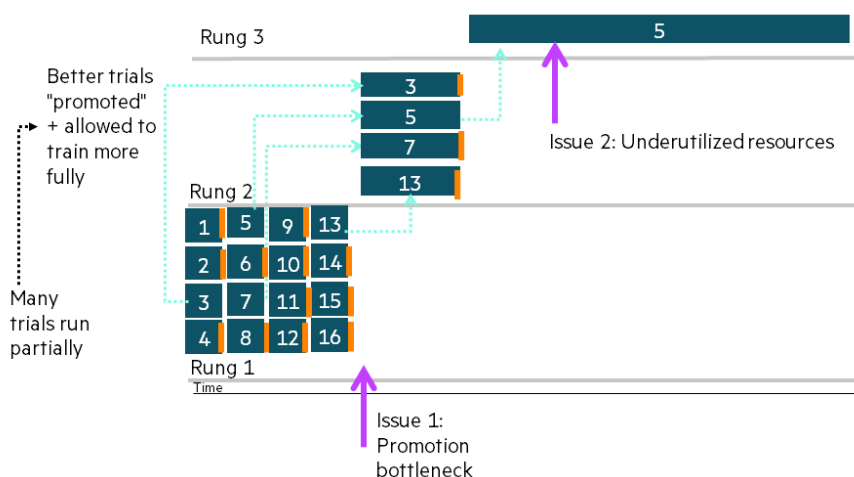 Rung 3
5
Better trials
"promoted"
+ allowed to
train more
fully
3
5
7
13
Issue 2: Underutilized resources
Rung 2
1 5 9 13
2 6 10 14
3 7 11 15
4 8 12 16
Many
trials run
partially
Rung 1
Time
Issue 1:
Promotion
bottleneck